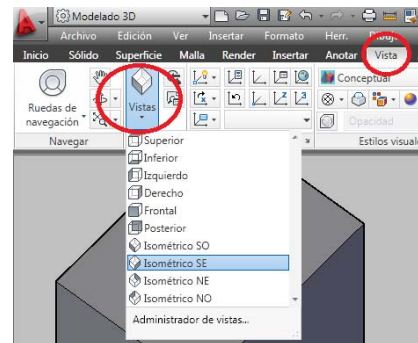 Modelado 3D
Archivo Edición Ver Insertar Formato Herr. Dibujo
Inicio Sólido Superficie Malla Render Insertar Anotar Vista
Ruedas de navegación Vistas Conceptual
Opacidad
Navegar Estilos visuale
Superior
Inferior
Izquierdo
Derecho
Frontal
Posterior
Isométrico SO
Isométrico SE
Isométrico NE
Isométrico NO
Administrador de vistas...